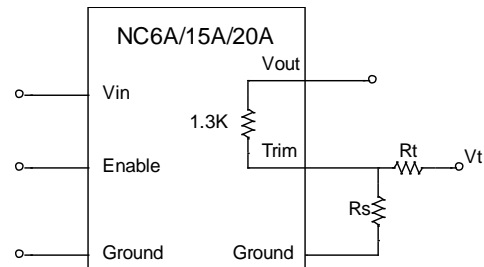 NC6A/15A/20A
Vout
Vin
1.3K
Trim
Rt
Vt
Enable
Rs
Ground
Ground